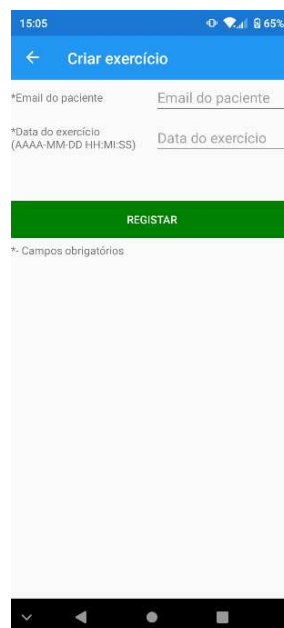 15:05 65%
Criar exercício
*Email do paciente Email do paciente
*Data do exercício
(AAAA-MM-DD HH:MI:SS) Data do exercício
REGISTAR
*- Campos obrigatórios